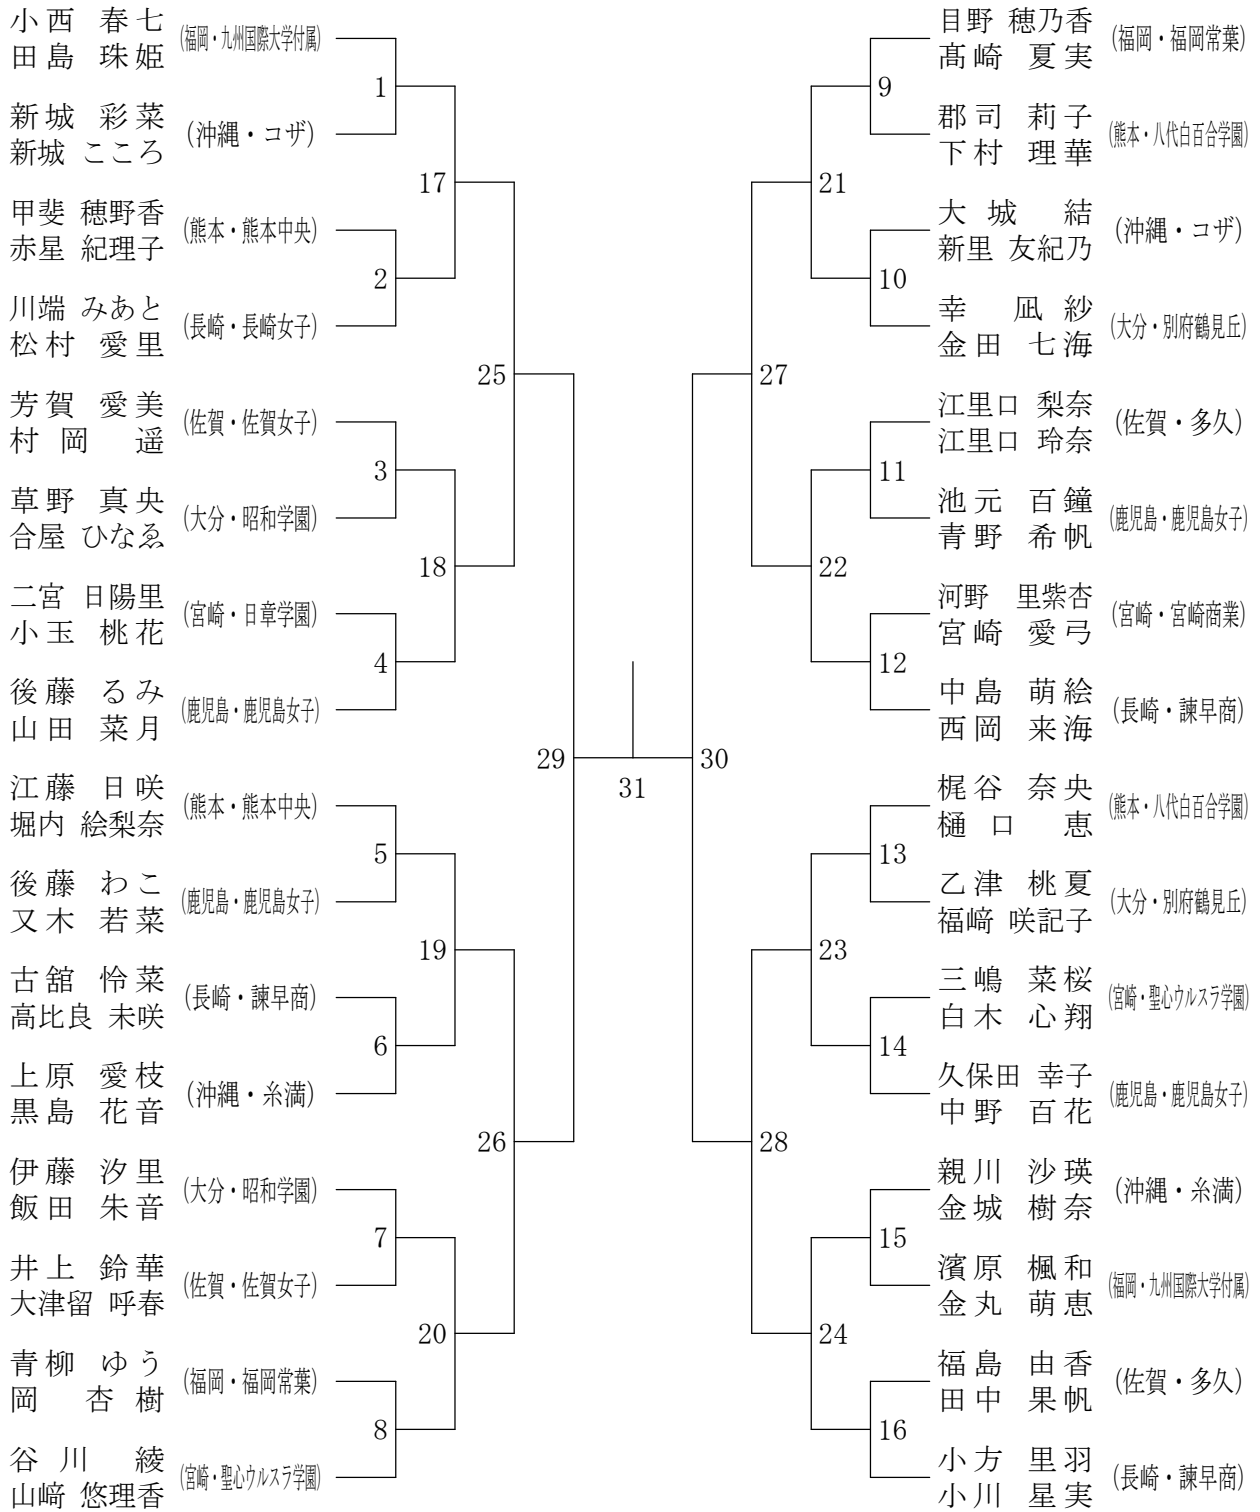 小西 春七
田島 珠姫
(福岡・九州国際大学付属)
1
新城 彩菜
新城 こころ
(沖縄・コザ)
17
甲斐 穂野香
赤星 紀理子
(熊本・熊本中央)
2
川端 みあと
松村 愛里
(長崎・長崎女子)
25
芳賀 愛美
村岡 遥
(佐賀・佐賀女子)
3
草野 真央
合屋 ひなゑ
(大分・昭和学園)
18
二宮 日陽里
小玉 桃花
(宮崎・日章学園)
4
後藤 るみ
山田 菜月
(鹿児島・鹿児島女子)
29
江藤 日咲
堀内 絵梨奈
(熊本・熊本中央)
5
後藤 わこ
又木 若菜
(鹿児島・鹿児島女子)
19
古舘 怜菜
高比良 未咲
(長崎・諫早商)
6
上原 愛枝
黒島 花音
(沖縄・糸満)
26
伊藤 汐里
飯田 朱音
(大分・昭和学園)
7
井上 鈴華
大津留 呼春
(佐賀・佐賀女子)
20
青柳 ゆう
岡 杏樹
(福岡・福岡常葉)
8
谷川 綾
山﨑 悠理香
(宮崎・聖心ウルスラ学園)
31
目野 穂乃香
髙崎 夏実
(福岡・福岡常葉)
9
郡司 莉子
下村 理華
(熊本・八代白百合学園)
21
大城 結
新里 友紀乃
(沖縄・コザ)
10
幸 凪紗
金田 七海
(大分・別府鶴見丘)
27
江里口 梨奈
江里口 玲奈
(佐賀・多久)
11
池元 百鐘
青野 希帆
(鹿児島・鹿児島女子)
22
河野 里紫杏
宮崎 愛弓
(宮崎・宮崎商業)
12
中島 萌絵
西岡 来海
(長崎・諫早商)
30
梶谷 奈央
樋口 恵
(熊本・八代白百合学園)
13
乙津 桃夏
福﨑 咲記子
(大分・別府鶴見丘)
23
三嶋 菜桜
白木 心翔
(宮崎・聖心ウルスラ学園)
14
久保田 幸子
中野 百花
(鹿児島・鹿児島女子)
28
親川 沙瑛
金城 樹奈
(沖縄・糸満)
15
濱原 楓和
金丸 萌恵
(福岡・九州国際大学付属)
24
福島 由香
田中 果帆
(佐賀・多久)
16
小方 里羽
小川 星実
(長崎・諫早商)